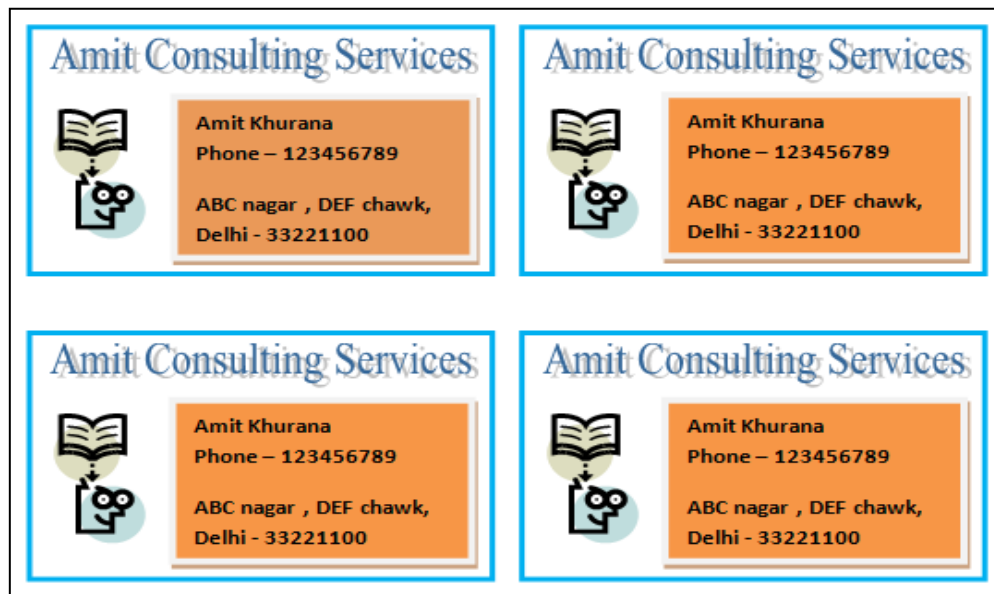 Amit Consulting Services
Amit Khurana
Phone – 123456789
ABC nagar , DEF chawk,
Delhi - 33221100
Amit Consulting Services
Amit Khurana
Phone – 123456789
ABC nagar , DEF chawk,
Delhi - 33221100
Amit Consulting Services
Amit Khurana
Phone – 123456789
ABC nagar , DEF chawk,
Delhi - 33221100
Amit Consulting Services
Amit Khurana
Phone – 123456789
ABC nagar , DEF chawk,
Delhi - 33221100